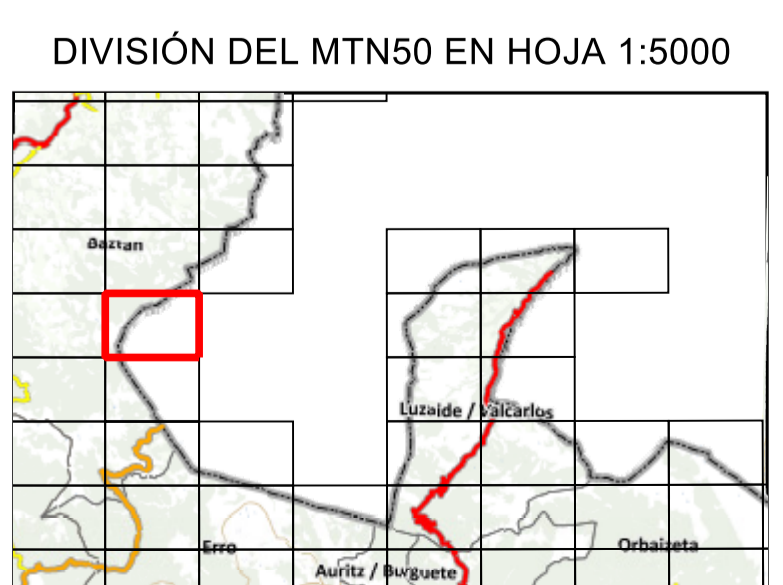 DIVISIÓN DEL MTN50 EN HOJA 1:5000
Baztan
Luzaide / Valcarlos
Erro
Orbaizeta
Auritz / Burguete